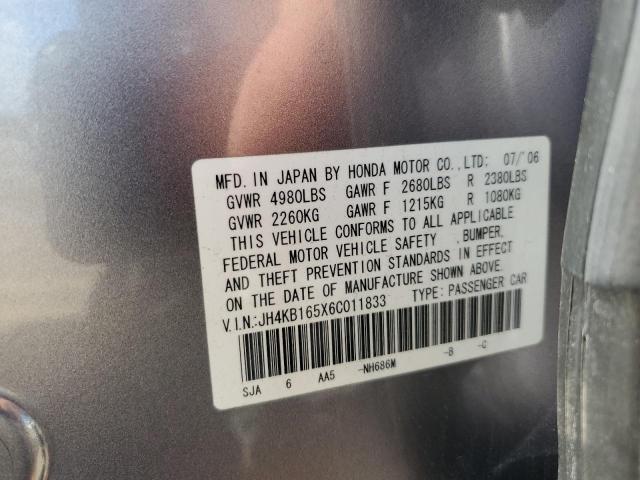 MFD. IN JAPAN BY HONDA MOTOR CO., LTD: 07/'06
GVWR 4980LBS GAWR F 2680LBS R 2380LBS
GVWR 2260KG GAWR F 1215KG R 1080KG
THIS VEHICLE CONFORMS TO ALL APPLICABLE
FEDERAL MOTOR VEHICLE SAFETY ,BUMPER,
AND THEFT PREVENTION STANDARDS IN EFFECT
ON THE DATE OF MANUFACTURE SHOWN ABOVE.
V.I.N.:JH4KB165X6C011833 TYPE: PASSENGER CAR
SJA 6 AA5 -NH686M -B -C